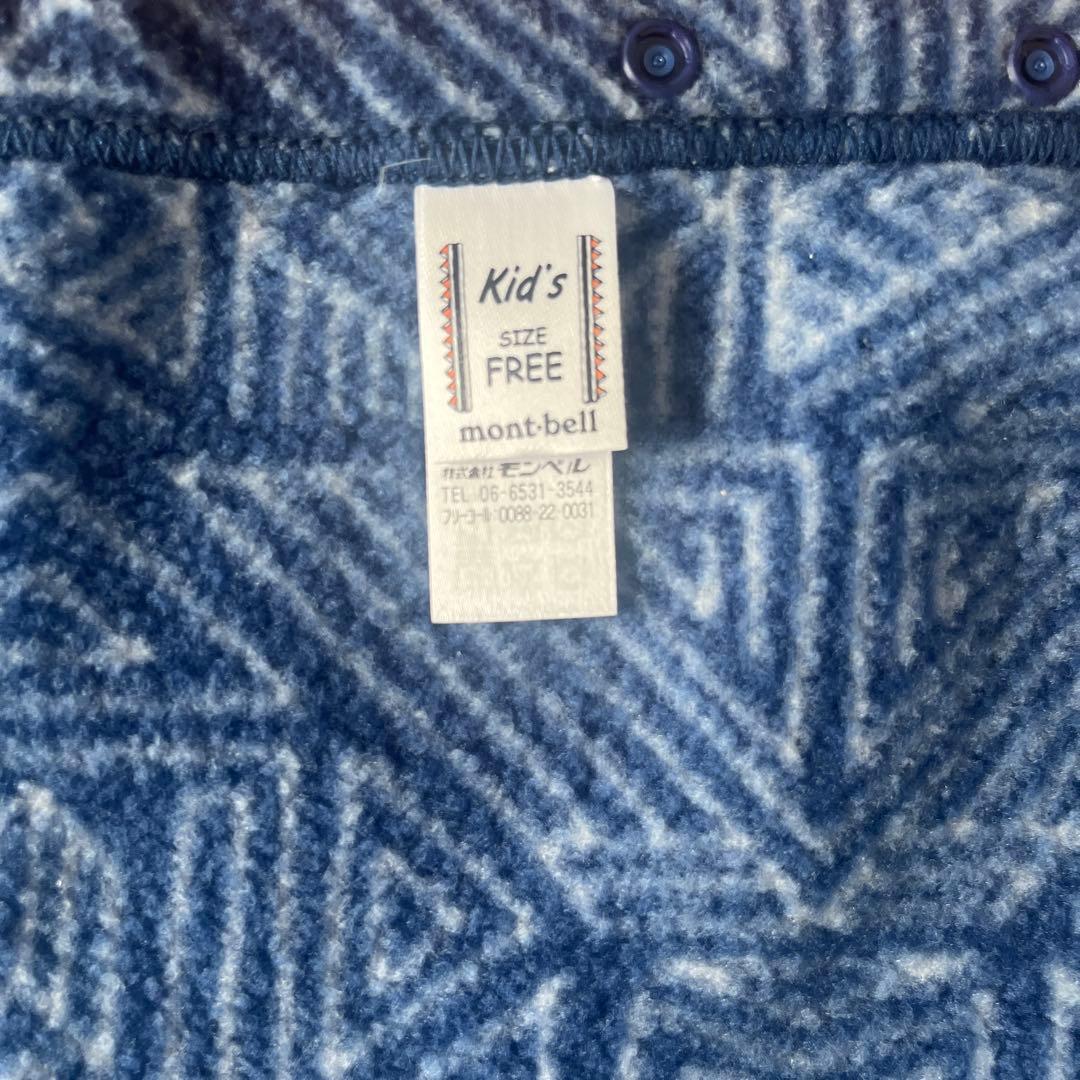 Kid's
SIZE
FREE
mont·bell
株式会社 モンベル
TEL 06-6531-3544
フリーコール:0088-22-0031